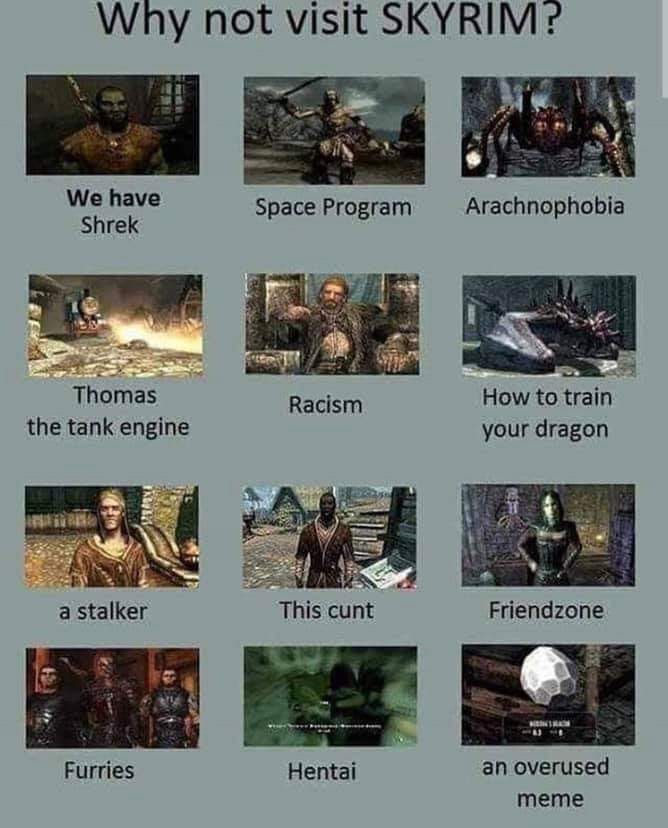 Why not visit SKYRIM?
We have
Shrek
Space Program
Arachnophobia
Thomas
the tank engine
Racism
How to train
your dragon
a stalker
This cunt
Friendzone
Furries
Hentai
an overused
meme